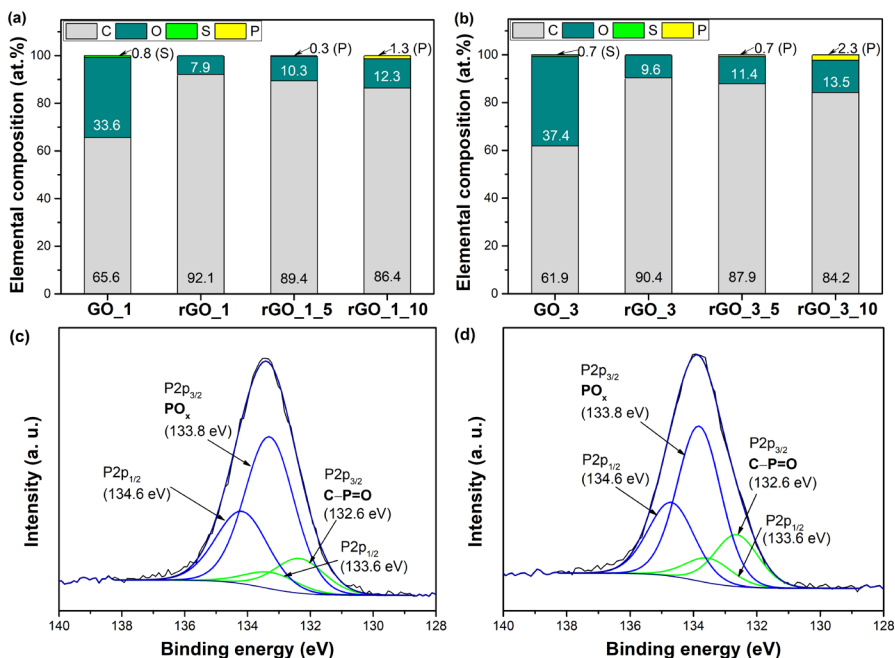 (a)
C O S P
Elemental composition (at.%)
100
80
60
40
20
0
0.8 (S)
33.6
65.6
7.9
92.1
0.3 (P)
10.3
89.4
1.3 (P)
12.3
86.4
GO_1 rGO_1 rGO_1_5 rGO_1_10
(b)
C O S P
Elemental composition (at.%)
100
80
60
40
20
0
0.7 (S)
37.4
61.9
9.6
90.4
0.7 (P)
11.4
87.9
2.3 (P)
13.5
84.2
GO_3 rGO_3 rGO_3_5 rGO_3_10
(c)
Intensity (a. u.)
P2p3/2
POx
(133.8 eV)
P2p1/2
(134.6 eV)
P2p3/2
C–P=O
(132.6 eV)
P2p1/2
(133.6 eV)
140 138 136 134 132 130 128
Binding energy (eV)
(d)
Intensity (a. u.)
P2p3/2
POx
(133.8 eV)
P2p1/2
(134.6 eV)
P2p3/2
C–P=O
(132.6 eV)
P2p1/2
(133.6 eV)
140 138 136 134 132 130 128
Binding energy (eV)